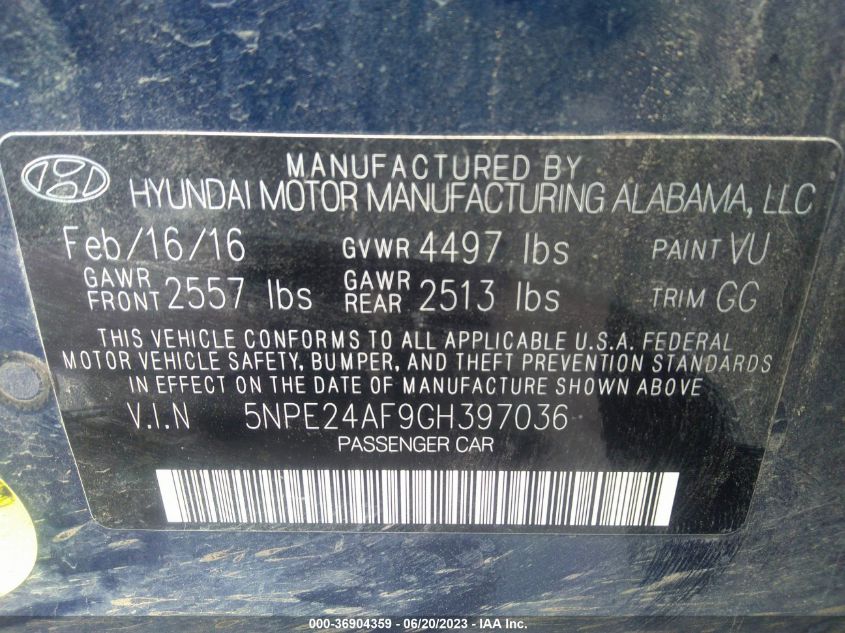 MANUFACTURED BY
HYUNDAI MOTOR MANUFACTURING ALABAMA, LLC
Feb/16/16 GVWR 4497 lbs PAINT VU
GAWR FRONT 2557 lbs GAWR REAR 2513 lbs TRIM GG
THIS VEHICLE CONFORMS TO ALL APPLICABLE U.S.A. FEDERAL
MOTOR VEHICLE SAFETY, BUMPER, AND THEFT PREVENTION STANDARDS
IN EFFECT ON THE DATE OF MANUFACTURE SHOWN ABOVE.
V.I.N 5NPE24AF9GH397036
PASSENGER CAR
000-36904359 - 06/20/2023 - IAA Inc.